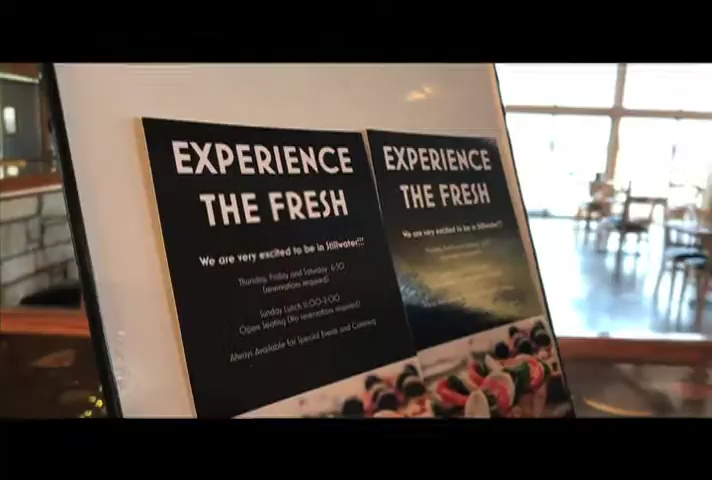 EXPERIENCE
THE FRESH
We are very excited to be in Stillwater!!!
Thursday, Friday and Saturday 6:30
(reservations required)
Sunday Lunch 11:00-3:00
Open Seating (No reservations required)
Always Available for Special Events and Catering
EXPERIENCE
THE FRESH
We are very excited to be in Stillwater!!!